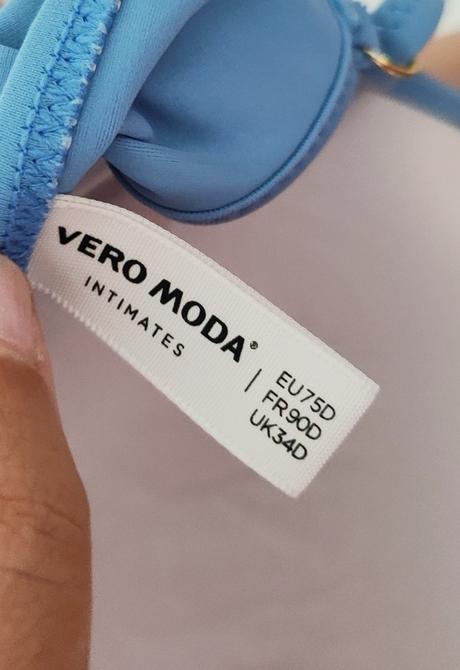 VERO MODA®
INTIMATES
| EU75D
FR90D
UK34D